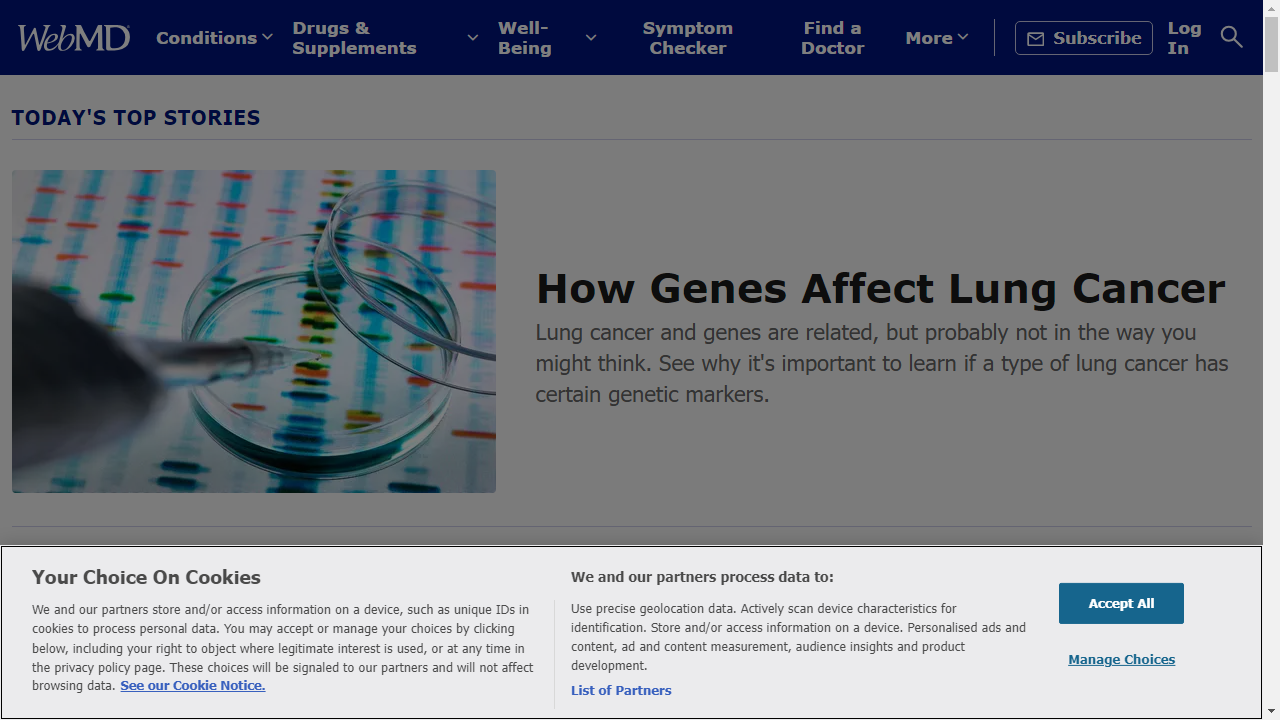 WebMD
Conditions
Drugs &
Supplements
Well-
Being
Symptom
Checker
Find a
Doctor
More
Subscribe
Log
In
TODAY'S TOP STORIES
How Genes Affect Lung Cancer
Lung cancer and genes are related, but probably not in the way you
might think. See why it's important to learn if a type of lung cancer has
certain genetic markers.
Your Choice On Cookies
We and our partners store and/or access information on a device, such as unique IDs in
cookies to process personal data. You may accept or manage your choices by clicking
below, including your right to object where legitimate interest is used, or at any time in
the privacy policy page. These choices will be signaled to our partners and will not affect
browsing data. See our Cookie Notice.
We and our partners process data to:
Use precise geolocation data. Actively scan device characteristics for
identification. Store and/or access information on a device. Personalised ads and
content, ad and content measurement, audience insights and product
development.
List of Partners
Accept All
Manage Choices